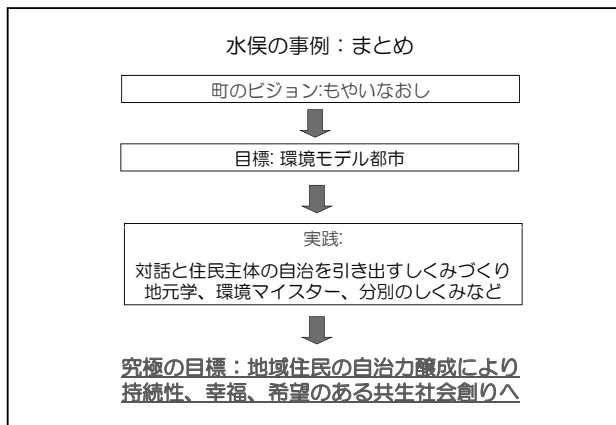 水俣の事例：まとめ
町のビジョン:もやいなおし
目標: 環境モデル都市
実践:
対話と住民主体の自治を引き出すしくみづくり
地元学、環境マイスター、分別のしくみなど
究極の目標：地域住民の自治力醸成により
持続性、幸福、希望のある共生社会創りへ